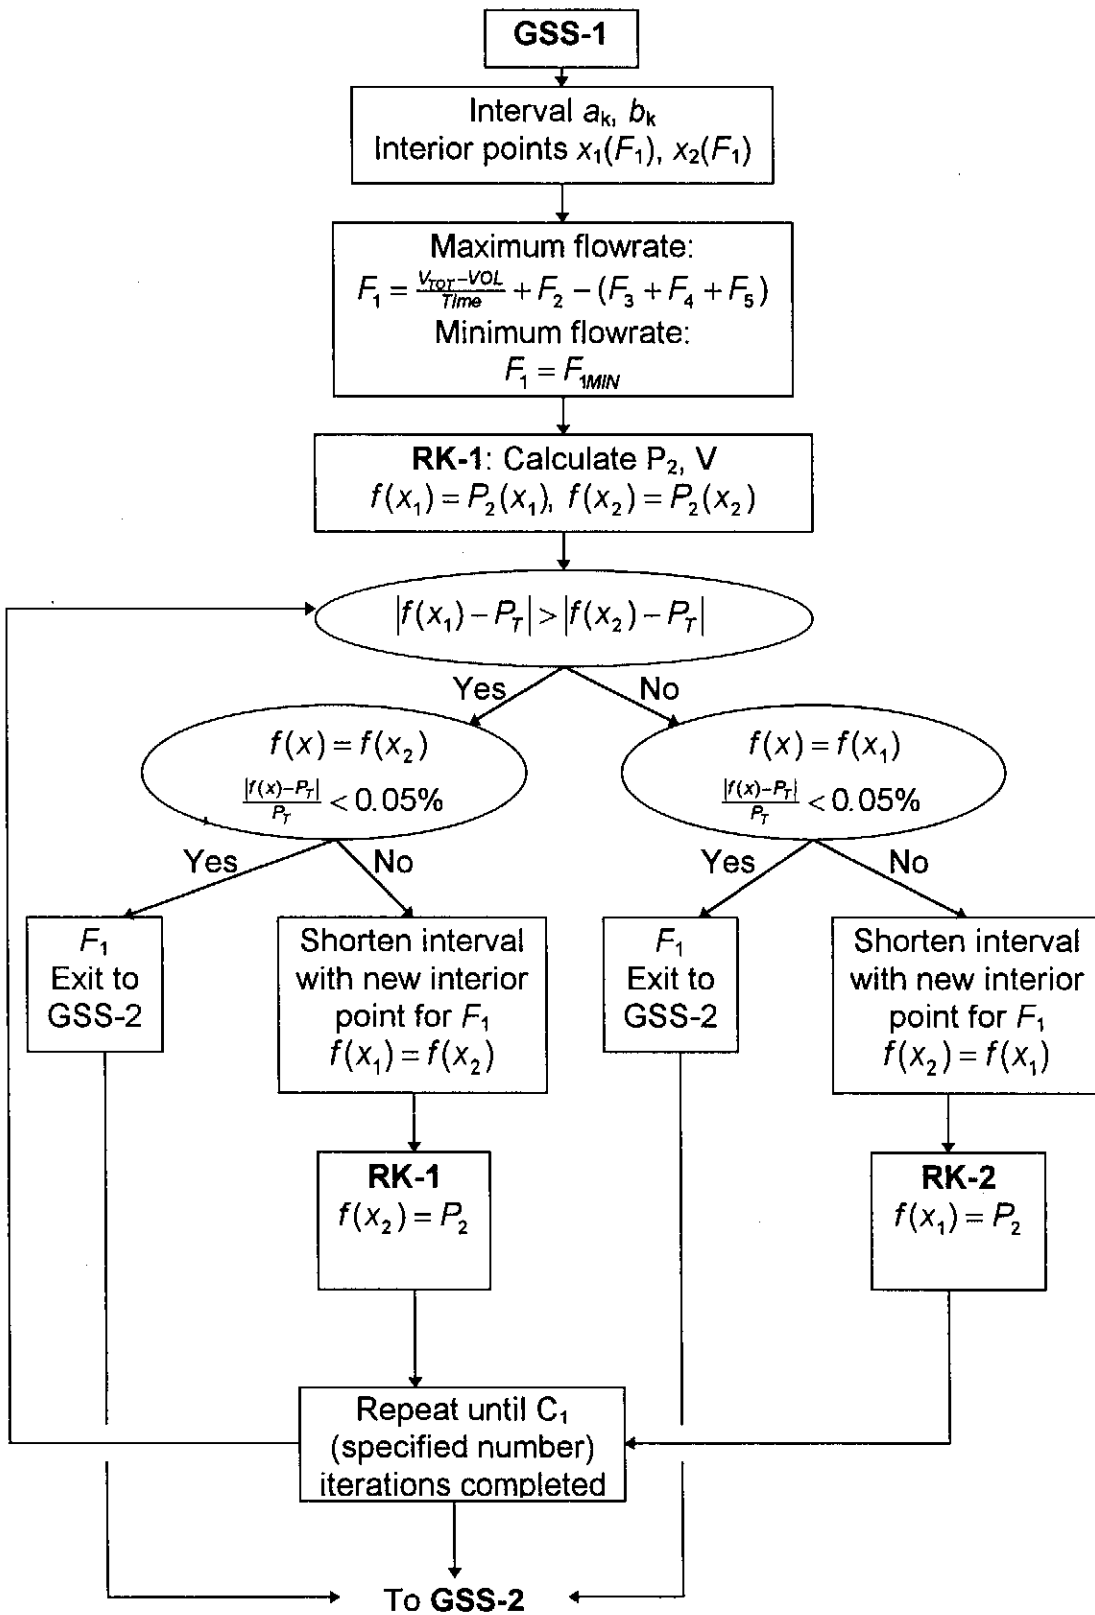 GSS-1
Interval aₖ, bₖ
Interior points x₁(F₁), x₂(F₁)
Maximum flowrate:
F₁ = (V_TOT−VOL)/Time + F₂ − (F₃ + F₄ + F₅)
Minimum flowrate:
F₁ = F_1MIN
RK-1: Calculate P₂, V
f(x₁) = P₂(x₁), f(x₂) = P₂(x₂)
|f(x₁) − P_T| > |f(x₂) − P_T|
Yes No
f(x) = f(x₂)
|f(x)−P_T|/P_T < 0.05%
f(x) = f(x₁)
|f(x)−P_T|/P_T < 0.05%
Yes No
Yes No
F₁
Exit to
GSS-2
Shorten interval
with new interior
point for F₁
f(x₁) = f(x₂)
F₁
Exit to
GSS-2
Shorten interval
with new interior
point for F₁
f(x₂) = f(x₁)
RK-1
f(x₂) = P₂
RK-2
f(x₁) = P₂
Repeat until C₁
(specified number)
iterations completed
To GSS-2